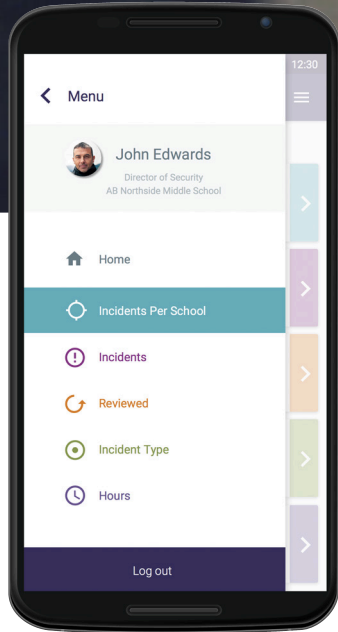 12:30
Menu
John Edwards
Director of Security
AB Northside Middle School
Home
Incidents Per School
Incidents
Reviewed
Incident Type
Hours
Log out